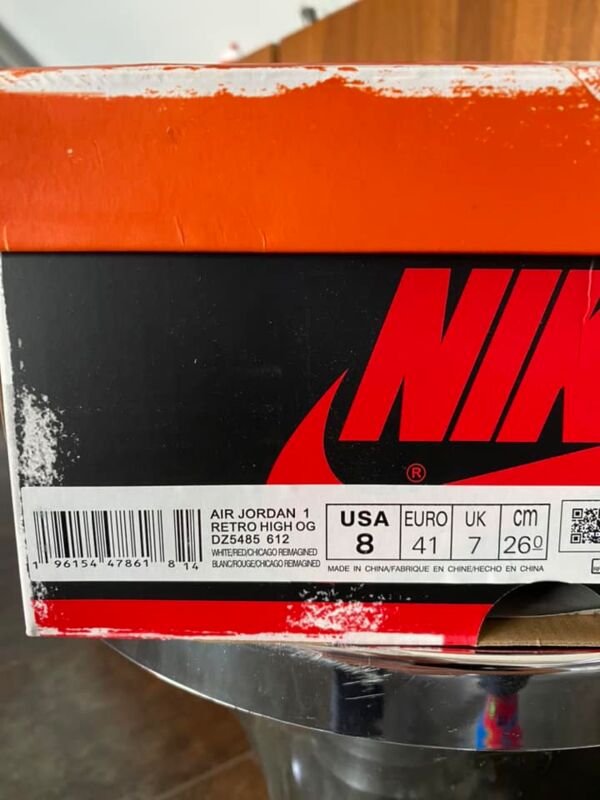 NIK
®
AIR JORDAN 1
RETRO HIGH OG
DZ5485 612
WHITE/RED/CHICAGO REIMAGINED
BLANC/ROUGE/CHICAGO REIMAGINED
1 96154 47861 8 14
USA EURO UK cm
8 41 7 260
MADE IN CHINA/FABRIQUE EN CHINE/HECHO EN CHINA